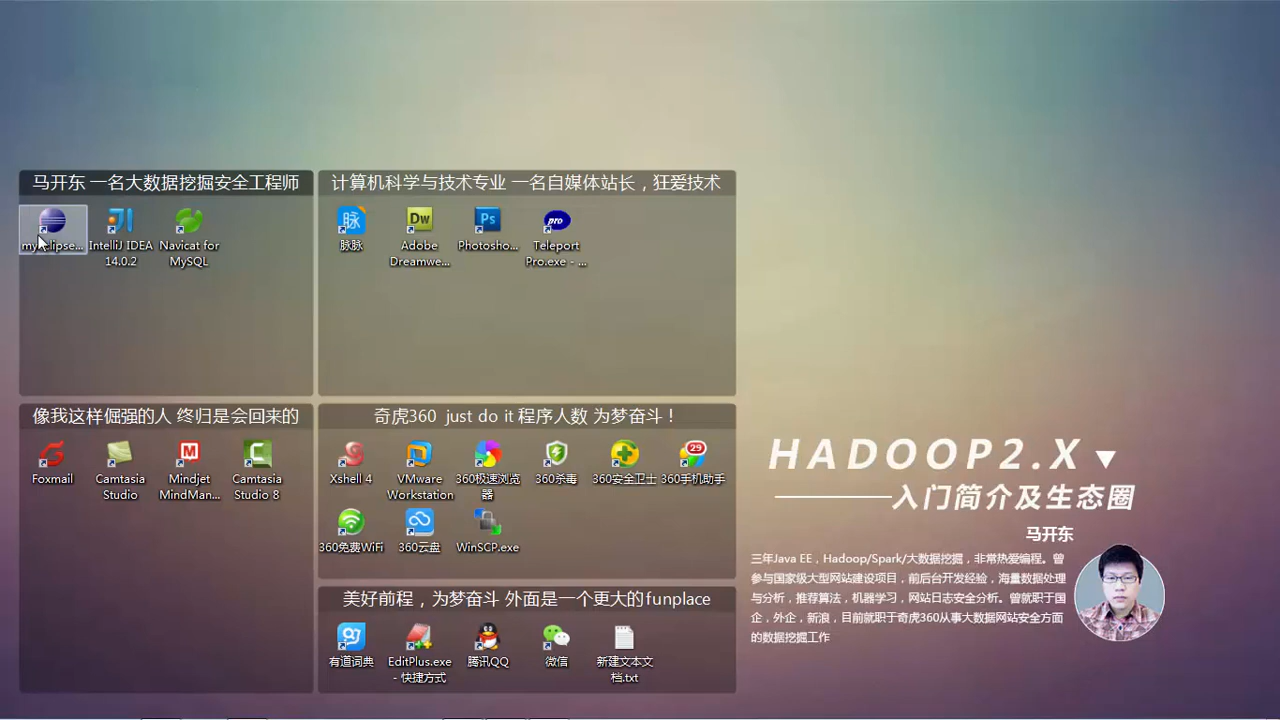 马开东 一名大数据挖掘安全工程师
IntelliJ IDEA
14.0.2
Navicat for
MySQL
计算机科学与技术专业 一名自媒体站长，狂爱技术
脉脉
Adobe
Dreamwe...
Photosho...
Teleport
Pro.exe - ...
像我这样倔强的人 终归是会回来的
Foxmail
Camtasia
Studio
Mindjet
MindMan...
Camtasia
Studio 8
奇虎360 just do it 程序人数 为梦奋斗！
Xshell 4
VMware
Workstation
360极速浏览
器
360杀毒
360安全卫士
29
360手机助手
360免费WiFi
360云盘
WinSCP.exe
美好前程，为梦奋斗 外面是一个更大的funplace
有道词典
EditPlus.exe
- 快捷方式
腾讯QQ
微信
新建文本文
档.txt
HADOOP2.X
入门简介及生态圈
马开东
三年Java EE，Hadoop/Spark/大数据挖掘，非常热爱编程。曾
参与国家级大型网站建设项目，前后台开发经验，海量数据处理
与分析，推荐算法，机器学习，网站日志安全分析。曾就职于国
企，外企，新浪，目前就职于奇虎360从事大数据网站安全方面
的数据挖掘工作